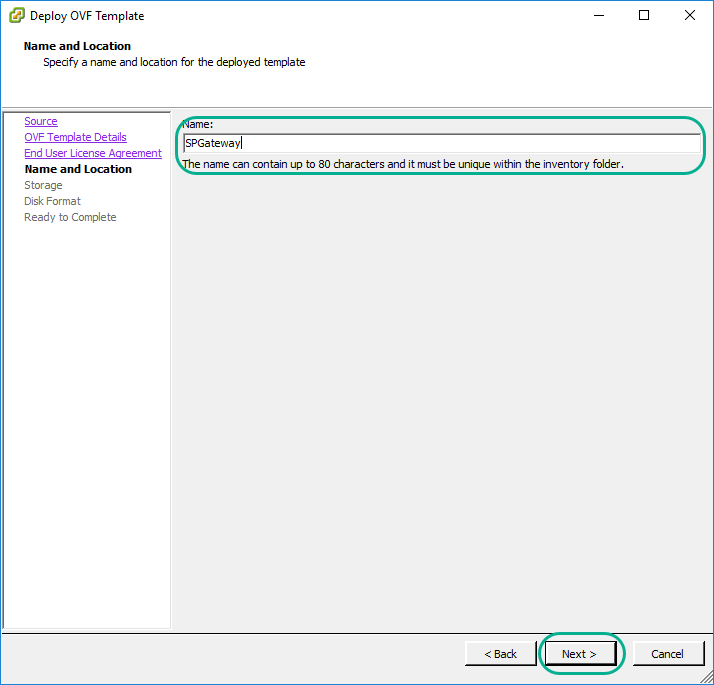 Deploy OVF Template
Name and Location
Specify a name and location for the deployed template
Source
OVF Template Details
End User License Agreement
Name and Location
Storage
Disk Format
Ready to Complete
Name:
SPGateway
The name can contain up to 80 characters and it must be unique within the inventory folder.
< Back
Next >
Cancel